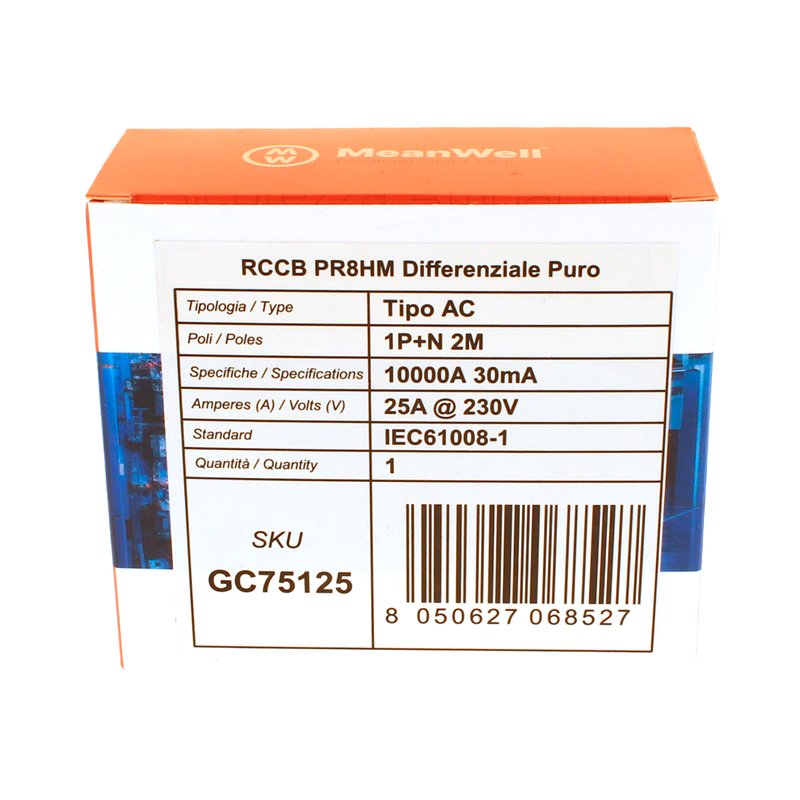 MW MeanWell
RCCB PR8HM Differenziale Puro
Tipologia / Type Tipo AC
Poli / Poles 1P+N 2M
Specifiche / Specifications 10000A 30mA
Amperes (A) / Volts (V) 25A @ 230V
Standard IEC61008-1
Quantità / Quantity 1
SKU
GC75125
8 050627 068527